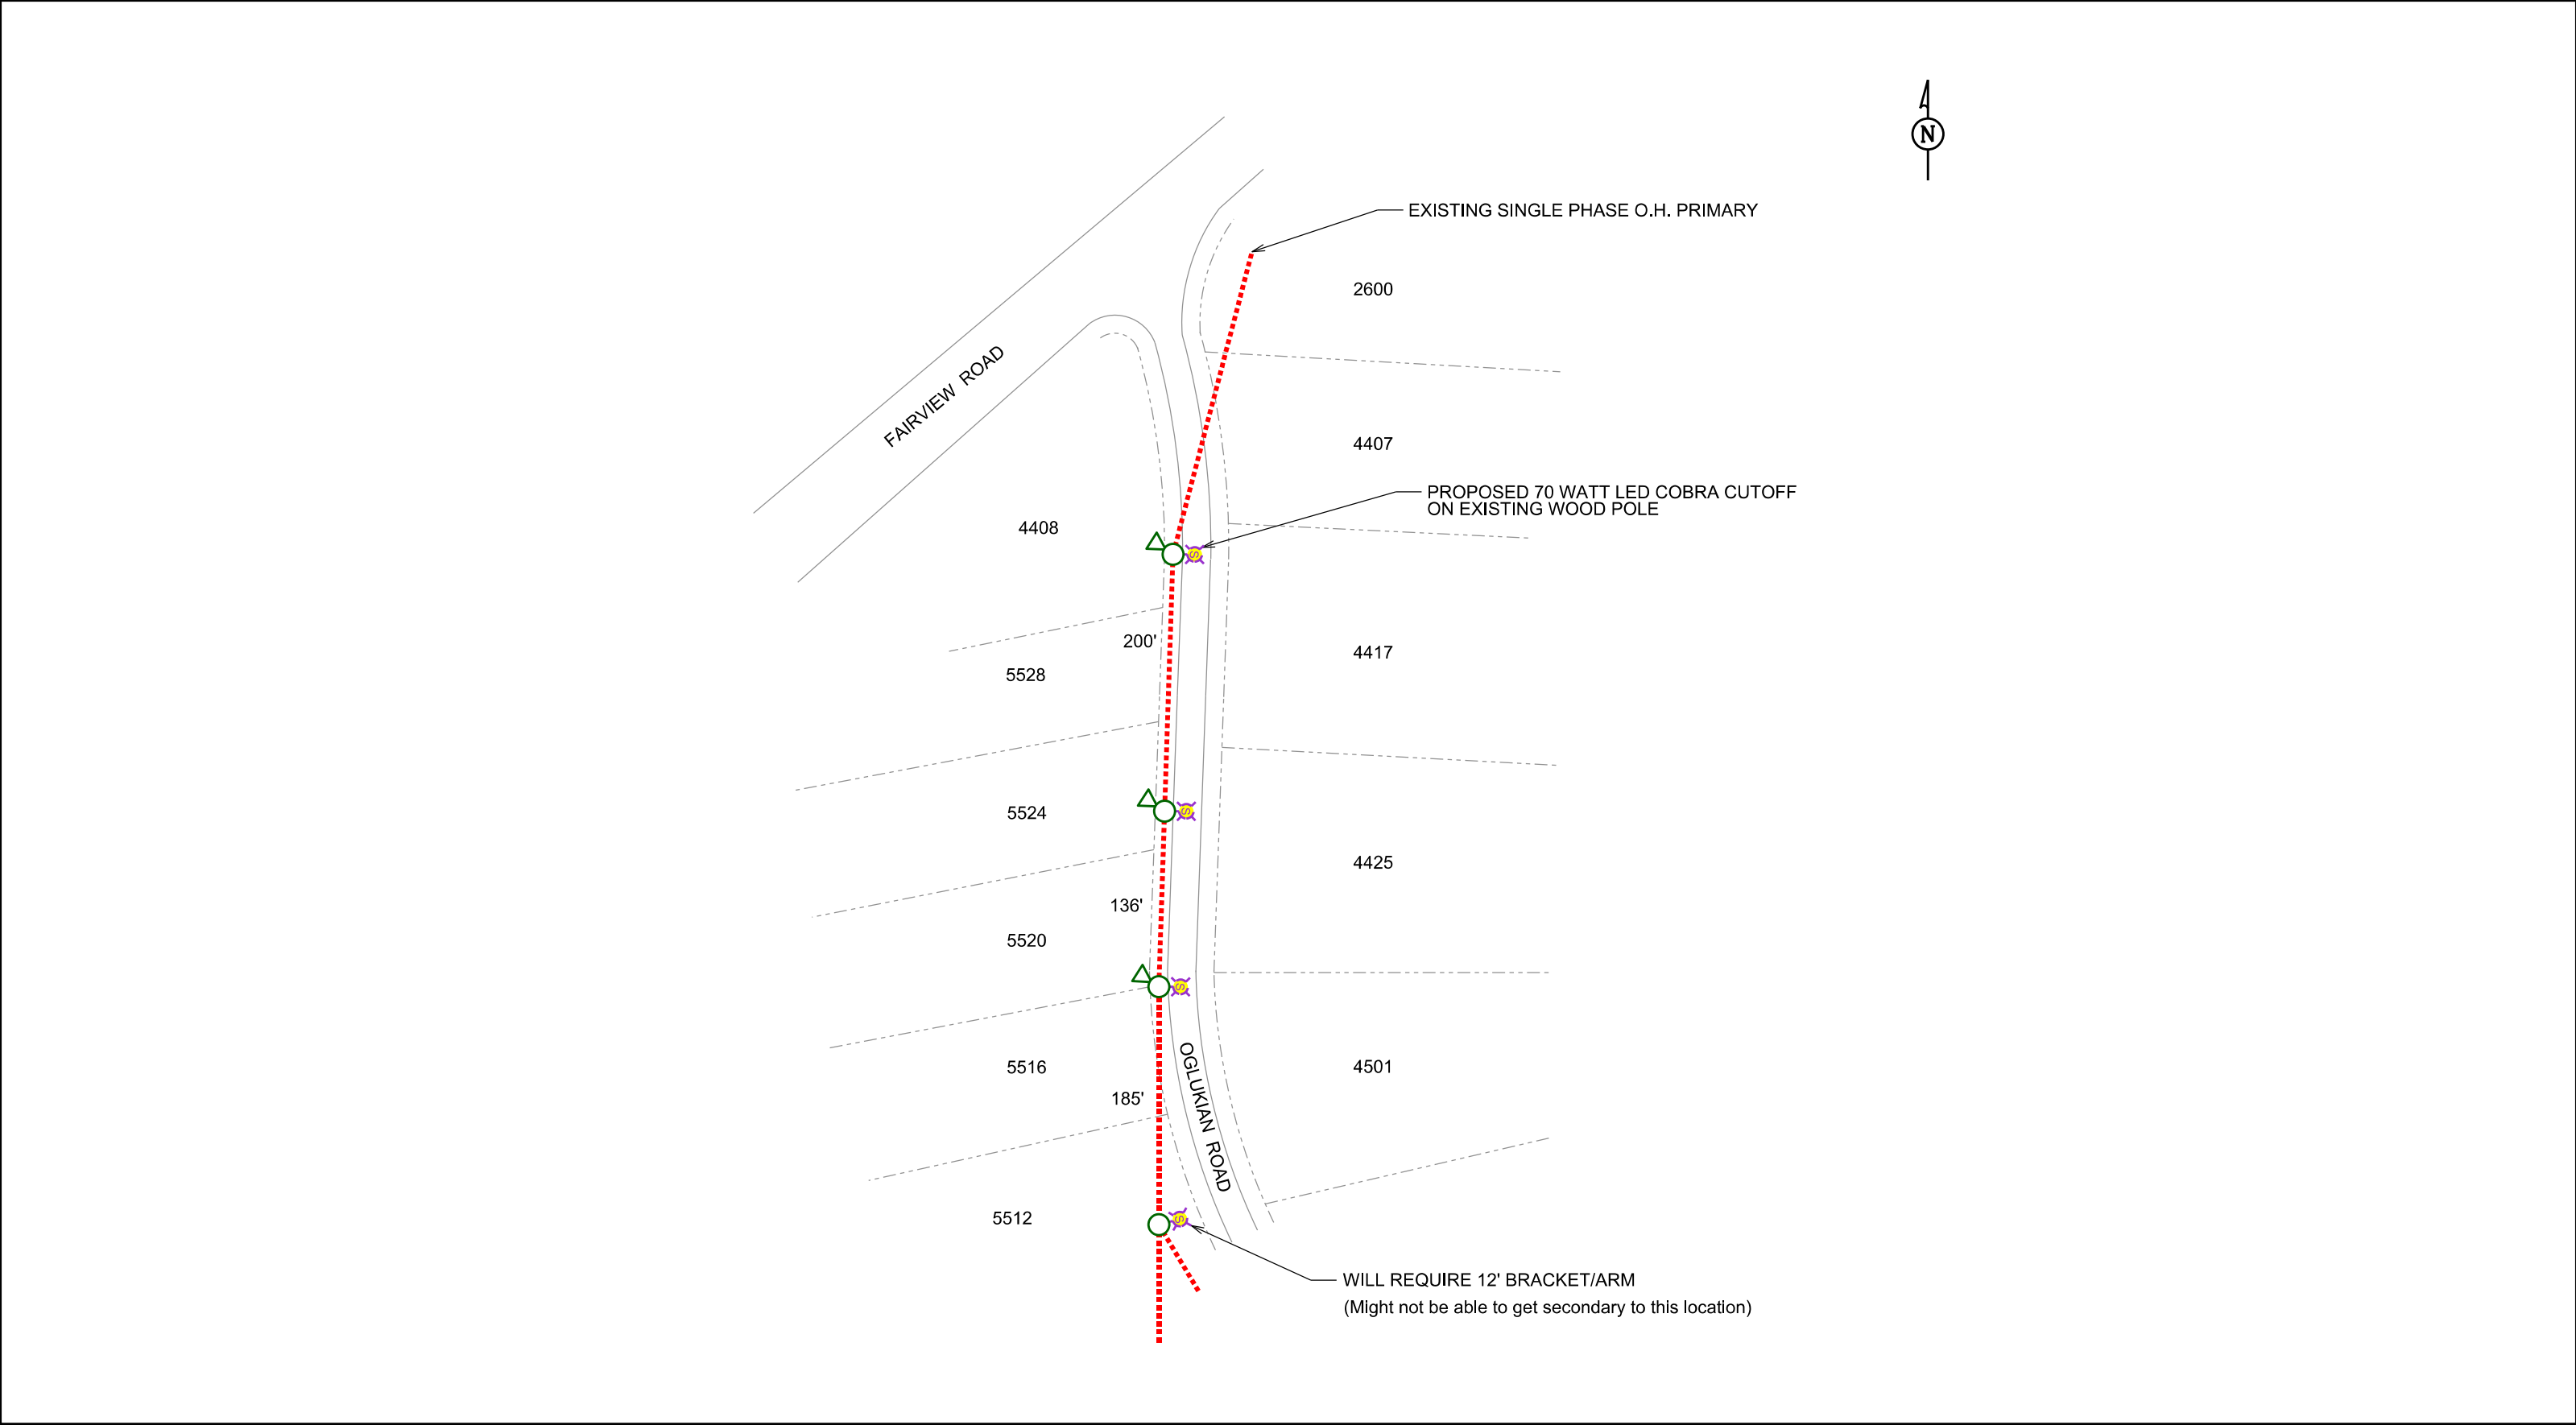 N
EXISTING SINGLE PHASE O.H. PRIMARY
2600
FAIRVIEW ROAD
4407
PROPOSED 70 WATT LED COBRA CUTOFF
ON EXISTING WOOD POLE
4408
S
200'
4417
5528
5524
S
4425
136'
5520
S
5516
4501
185'
OGLUKIAN ROAD
5512
S
WILL REQUIRE 12' BRACKET/ARM
(Might not be able to get secondary to this location)